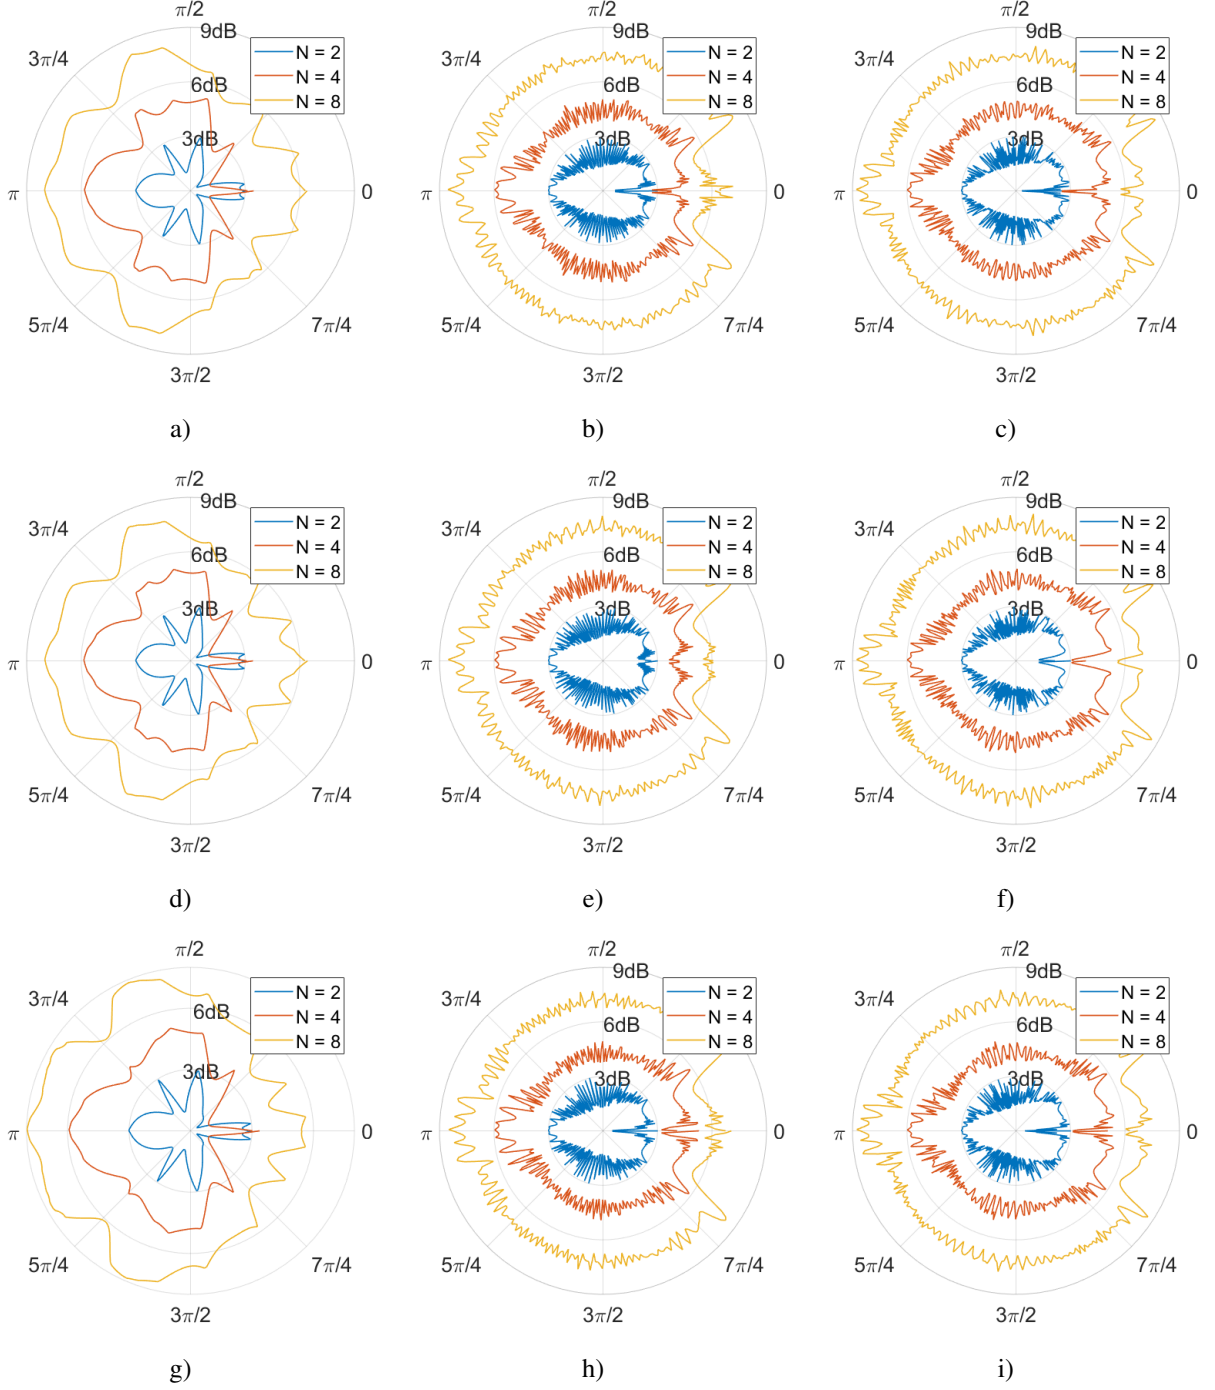 π/2 π/2 π/2
9dB 9dB 9dB
3π/4 N = 2 3π/4 N = 2 3π/4 N = 2
6dB N = 4 6dB N = 4 6dB N = 4
N = 8 N = 8 N = 8
3dB 3dB 3dB
π 0 π 0 π 0
5π/4 7π/4 5π/4 7π/4 5π/4 7π/4
3π/2 3π/2 3π/2
a) b) c)
π/2 π/2 π/2
9dB 9dB 9dB
3π/4 N = 2 3π/4 N = 2 3π/4 N = 2
6dB N = 4 6dB N = 4 6dB N = 4
N = 8 N = 8 N = 8
3dB 3dB 3dB
π 0 π 0 π 0
5π/4 7π/4 5π/4 7π/4 5π/4 7π/4
3π/2 3π/2 3π/2
d) e) f)
π/2 π/2 π/2
9dB 9dB
3π/4 N = 2 3π/4 N = 2 3π/4 N = 2
6dB N = 4 6dB N = 4 6dB N = 4
N = 8 N = 8 N = 8
3dB 3dB 3dB
π 0 π 0 π 0
5π/4 7π/4 5π/4 7π/4 5π/4 7π/4
3π/2 3π/2 3π/2
g) h) i)